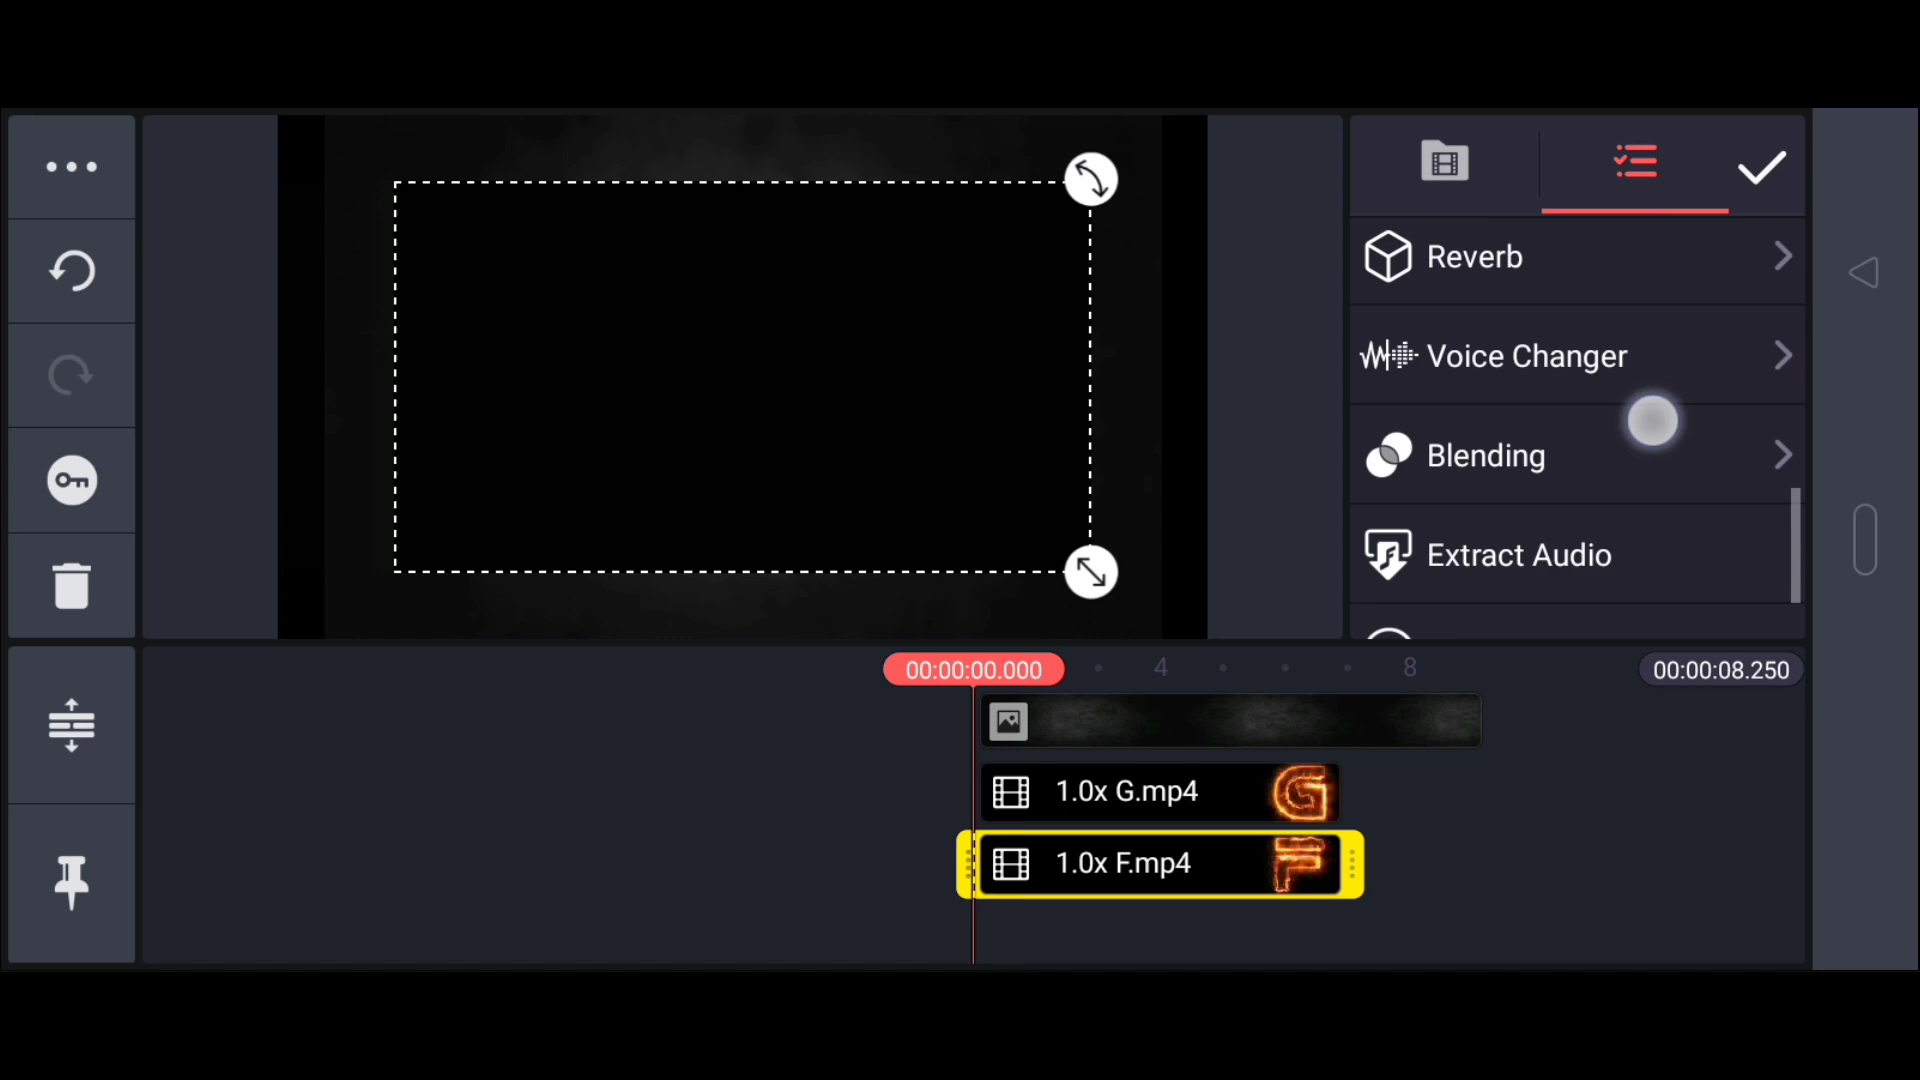 Reverb
Voice Changer
Blending
Extract Audio
00:00:00.000
4
8
00:00:08.250
1.0x G.mp4
G
1.0x F.mp4
F